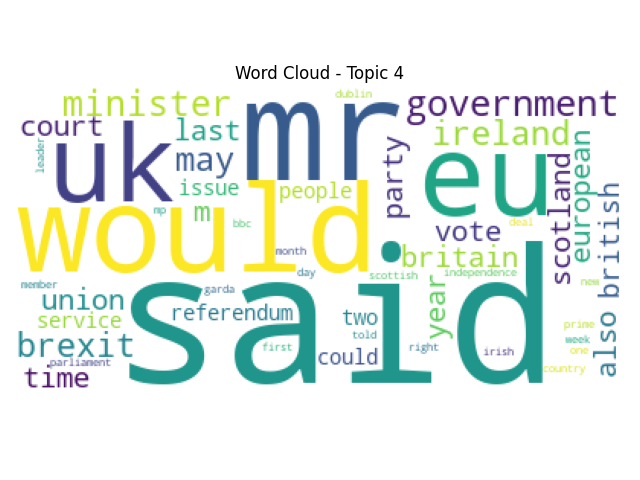 Word Cloud - Topic 4
dublin
minister
mr
government
court
last
ireland
leader
uk
may
party
eu
european
issue
people
scotland
british
would
mp
m
bbc
vote
deal
month
britain
member
garda
day
scottish
year
independence
new
union
said
referendum
service
two
also
prime
brexit
told
week
parliament
first
could
right
irish
one
time
country